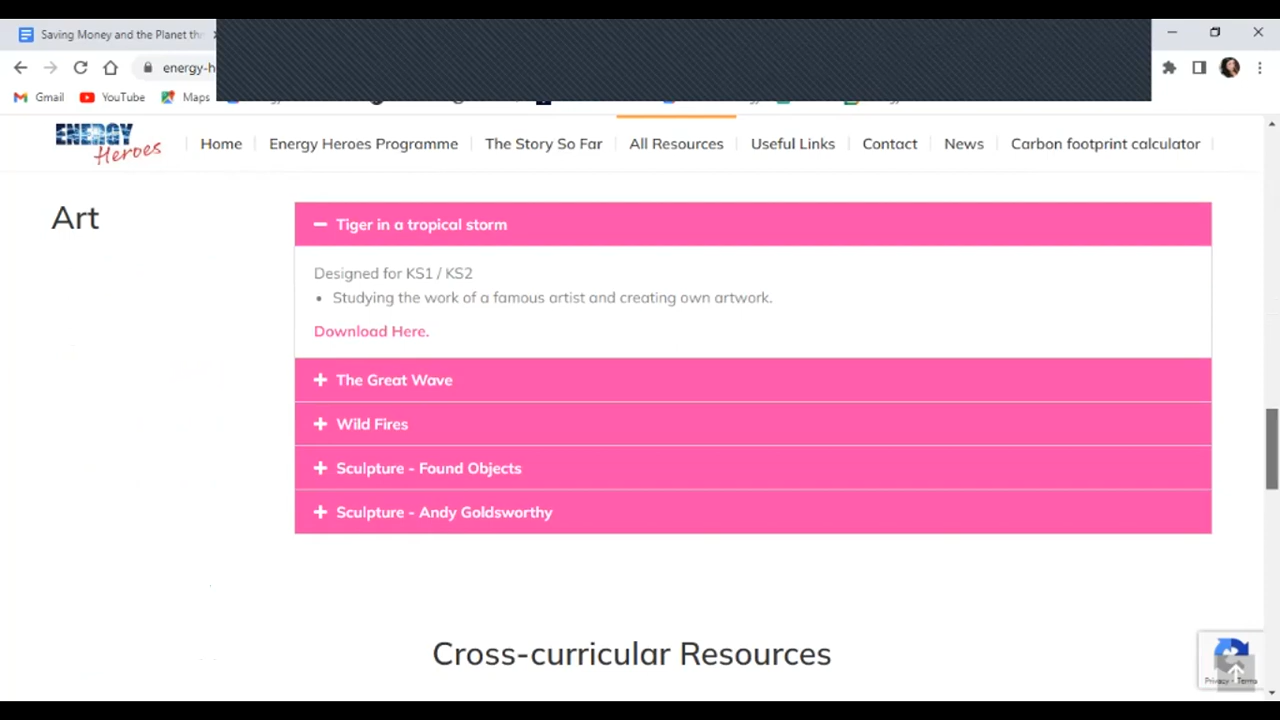 Saving Money and the Planet thr
energy-h
Gmail
YouTube
Maps
ENERGY
Heroes
Home
Energy Heroes Programme
The Story So Far
All Resources
Useful Links
Contact
News
Carbon footprint calculator
Art
Tiger in a tropical storm
Designed for KS1 / KS2
• Studying the work of a famous artist and creating own artwork.
Download Here.
The Great Wave
Wild Fires
Sculpture - Found Objects
Sculpture - Andy Goldsworthy
Cross-curricular Resources
Privacy - Terms